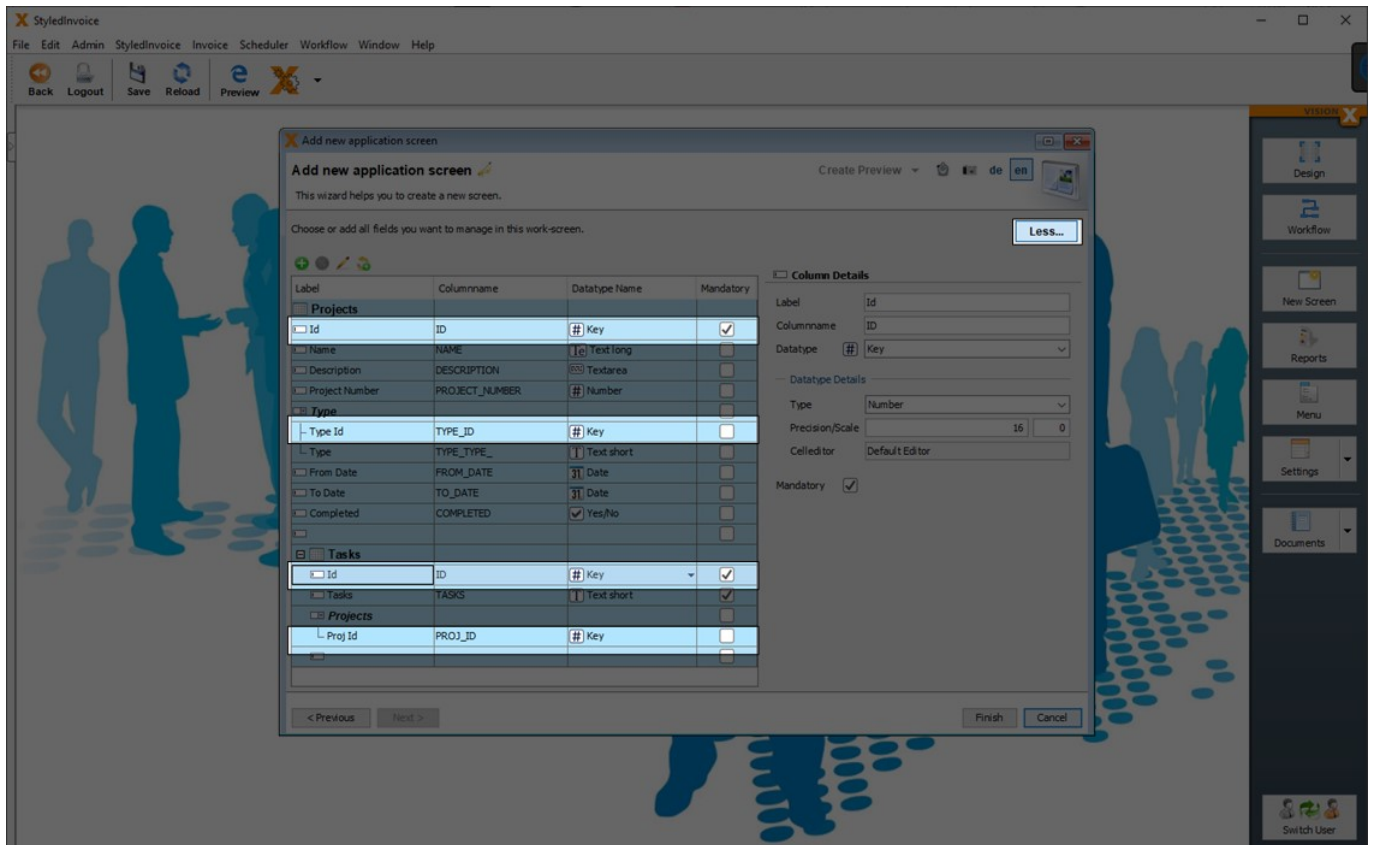 StyledInvoice
File Edit Admin StyledInvoice Invoice Scheduler Workflow Window Help
Back Logout Save Reload Preview
VISION X
Design
Workflow
New Screen
Reports
Menu
Settings
Documents
Switch User
Add new application screen
Add new application screen
Create Preview de en
This wizard helps you to create a new screen.
Choose or add all fields you want to manage in this work-screen.
Less...
Label Columnname Datatype Name Mandatory
Projects
Id ID # Key
Name NAME Te Text long
Description DESCRIPTION Textarea
Project Number PROJECT_NUMBER # Number
Type
Type Id TYPE_ID # Key
Type TYPE_TYPE_ T Text short
From Date FROM_DATE 31 Date
To Date TO_DATE 31 Date
Completed COMPLETED Yes/No
Tasks
Id ID # Key
Tasks TASKS T Text short
Projects
Proj Id PROJ_ID # Key
Column Details
Label Id
Columnname ID
Datatype # Key
Datatype Details
Type Number
Precision/Scale 16 0
Celleditor Default Editor
Mandatory
< Previous Next > Finish Cancel